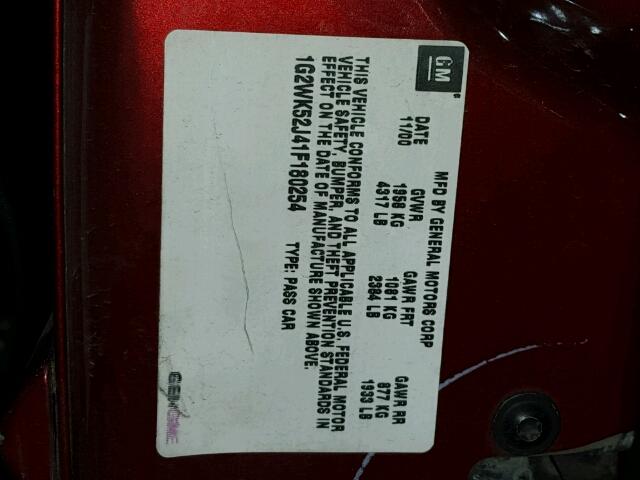 GM
MFD BY GENERAL MOTORS CORP
DATE GVWR GAWR FRT GAWR RR
11/00 1958 KG 1081 KG 877 KG
4317 LB 2384 LB 1933 LB
THIS VEHICLE CONFORMS TO ALL APPLICABLE U.S. FEDERAL MOTOR
VEHICLE SAFETY, BUMPER, AND THEFT PREVENTION STANDARDS IN
EFFECT ON THE DATE OF MANUFACTURE SHOWN ABOVE.
1G2WK52J41F180254 TYPE: PASS CAR